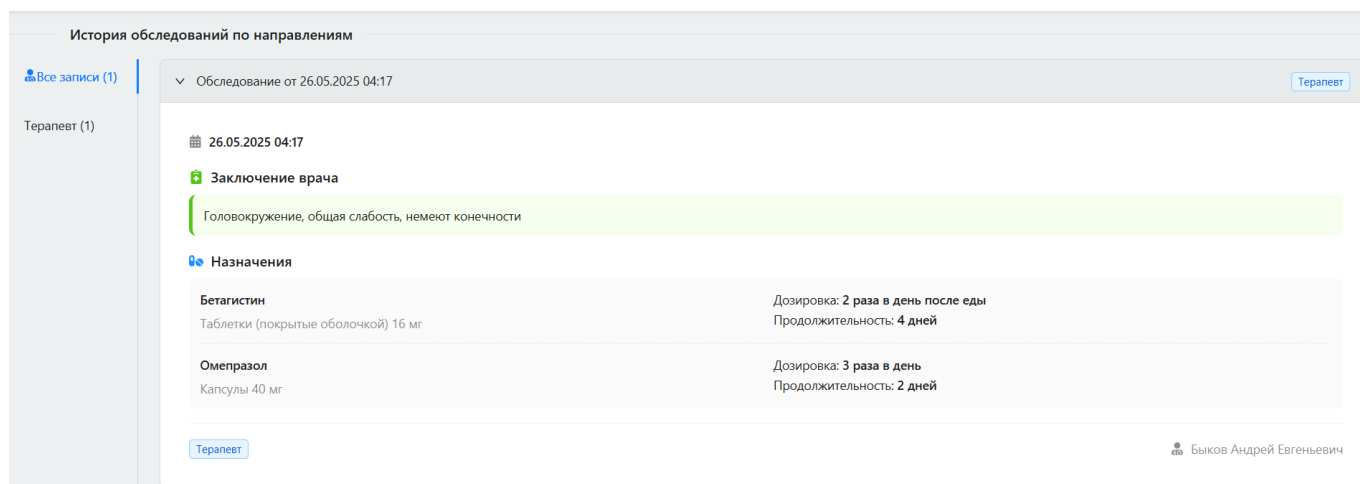 История обследований по направлениям
Все записи (1)
Терапевт (1)
Обследование от 26.05.2025 04:17
Терапевт
26.05.2025 04:17
Заключение врача
Головокружение, общая слабость, немеют конечности
Назначения
Бетагистин
Таблетки (покрытые оболочкой) 16 мг
Дозировка: 2 раза в день после еды
Продолжительность: 4 дней
Омепразол
Капсулы 40 мг
Дозировка: 3 раза в день
Продолжительность: 2 дней
Терапевт
Быков Андрей Евгеньевич